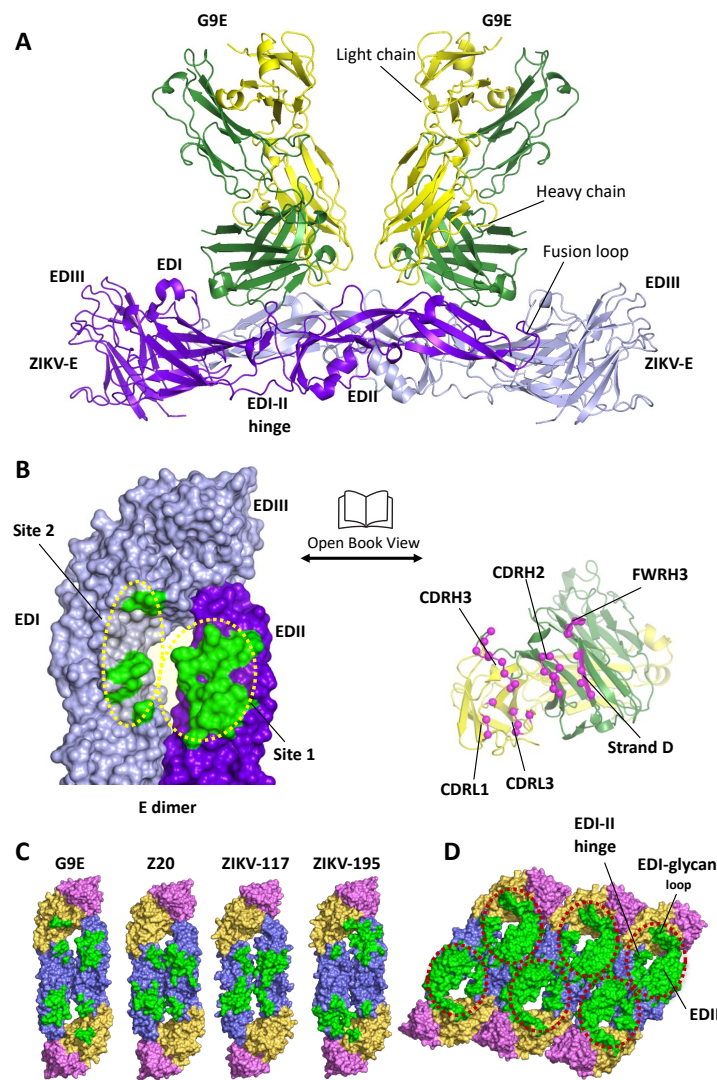 A
G9E
G9E
Light chain
Heavy chain
Fusion loop
EDIII
EDI
EDIII
ZIKV-E
ZIKV-E
EDI-II
hinge
EDII
B
Site 2
EDIII
EDI
EDII
Site 1
E dimer
Open Book View
CDRH3
CDRH2
FWRH3
CDRL1
CDRL3
Strand D
C
G9E
Z20
ZIKV-117
ZIKV-195
D
EDI-II
hinge
EDI-glycan
loop
EDII